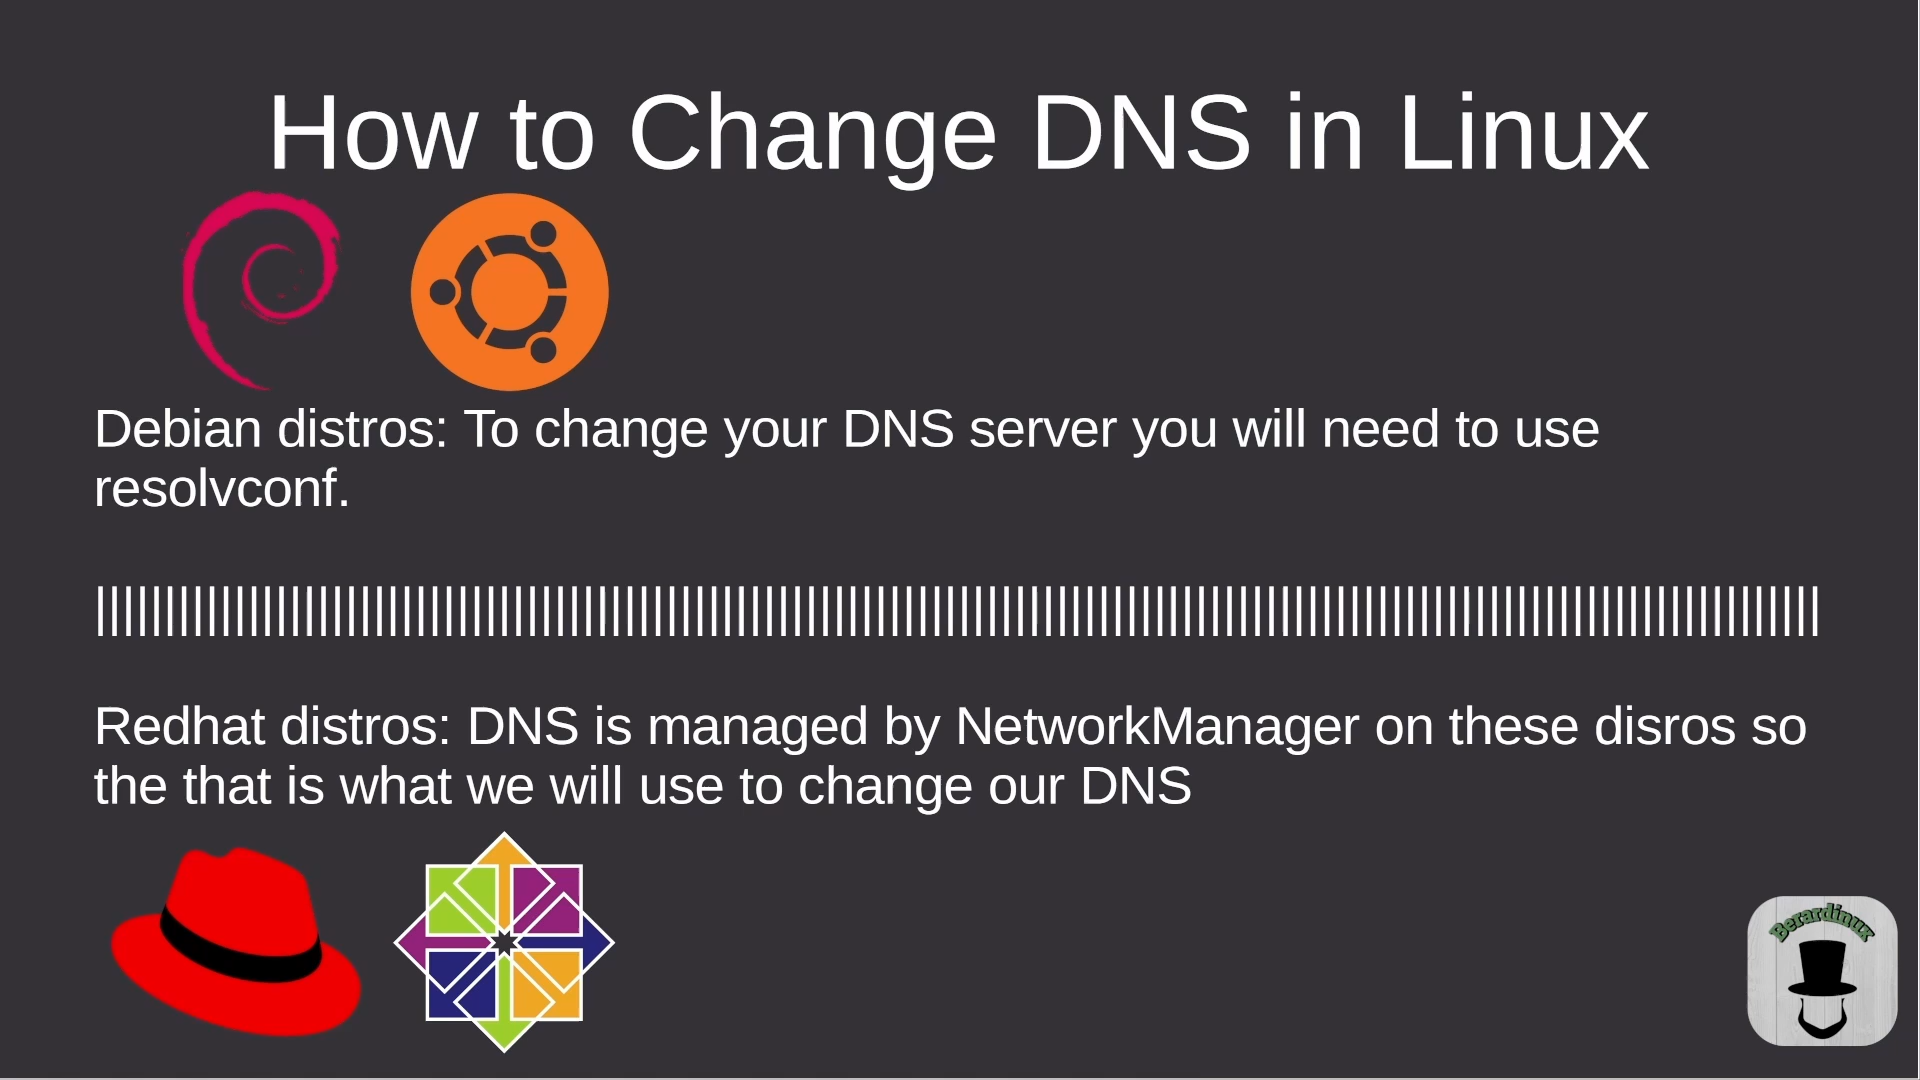 How to Change DNS in Linux
Debian distros: To change your DNS server you will need to use
resolvconf.
||||||||||||||||||||||||||||||||||||||||||||||||||||||||||||||||||||||||||||||||||||||||||||||||||||||||||||||||||||||||||||
Redhat distros: DNS is managed by NetworkManager on these disros so
the that is what we will use to change our DNS
Berardinux